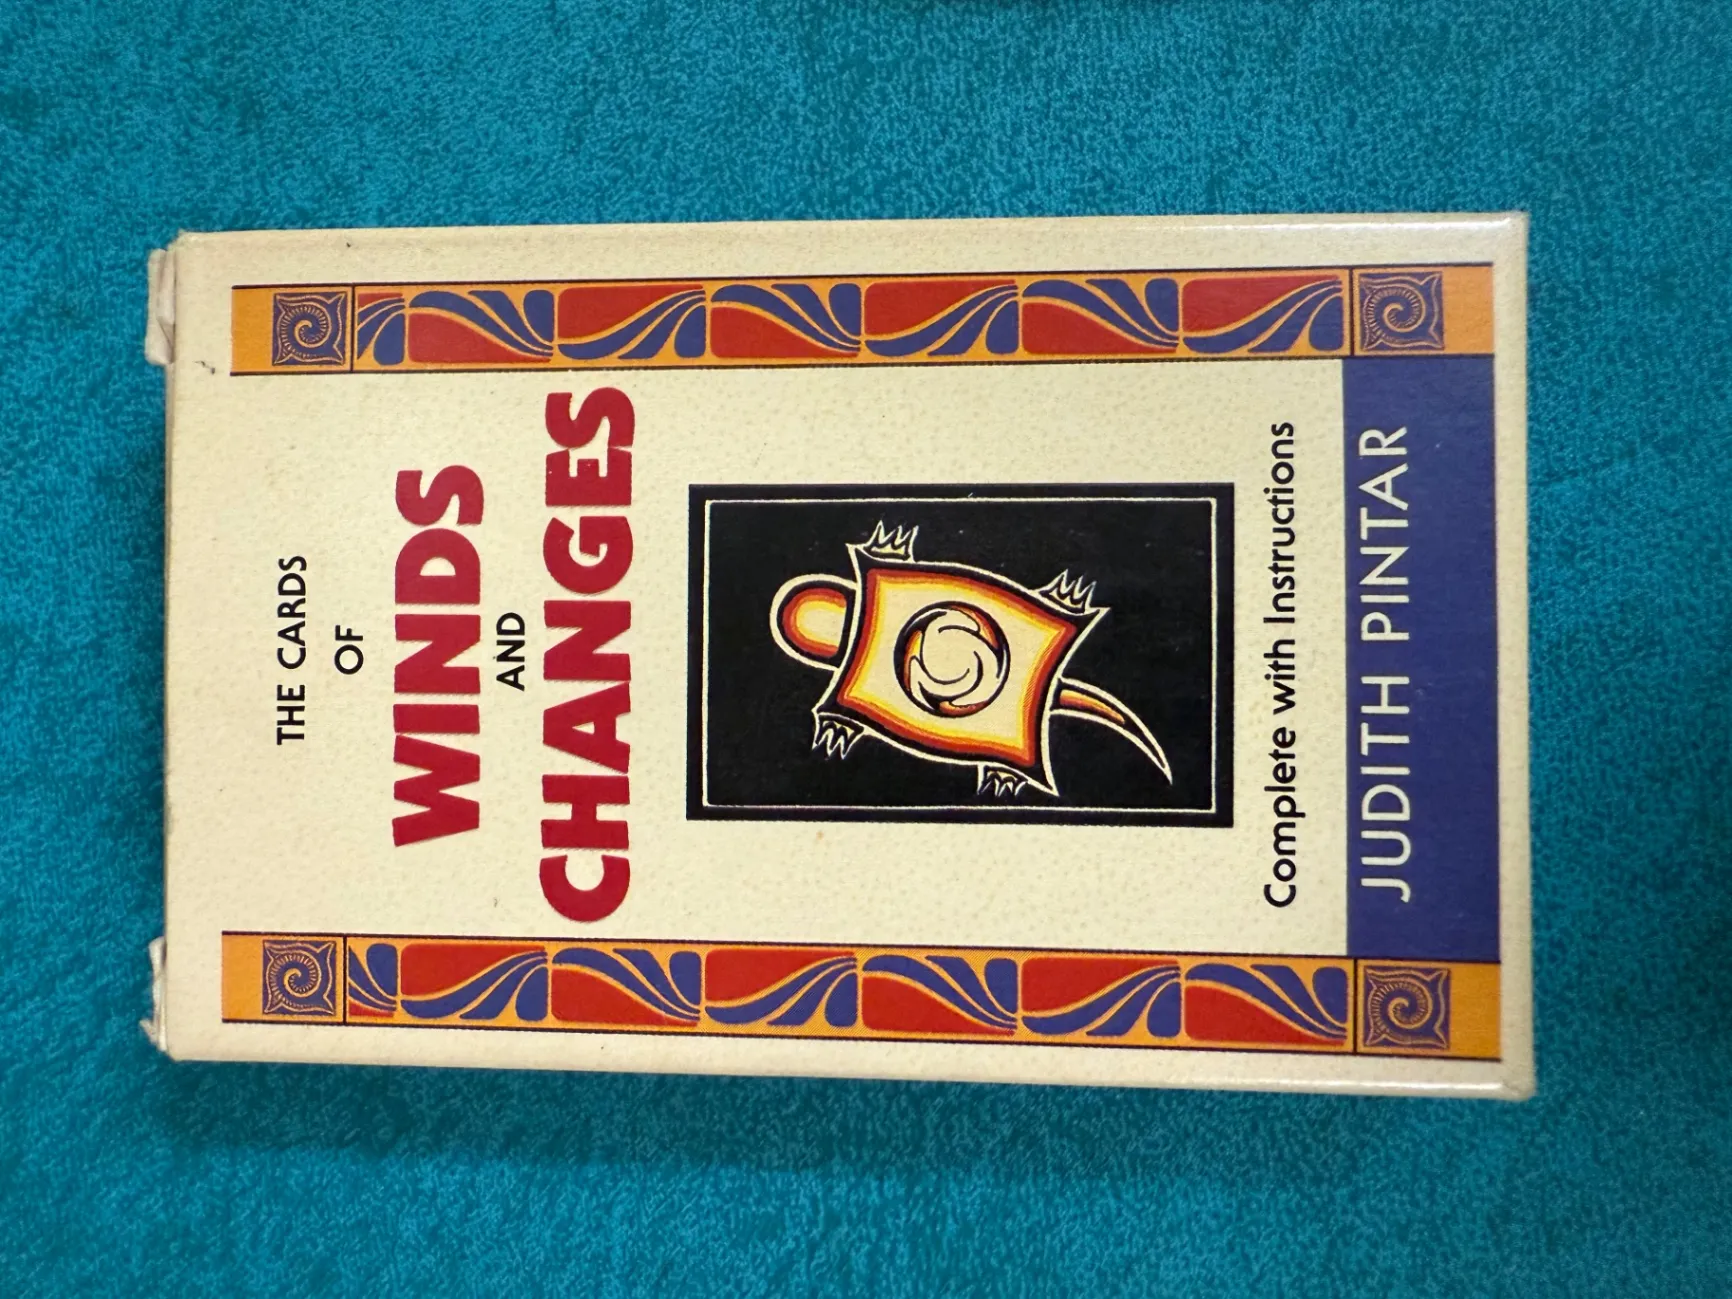 THE CARDS
OF
WINDS
AND
CHANGES
Complete with Instructions
JUDITH PINTAR